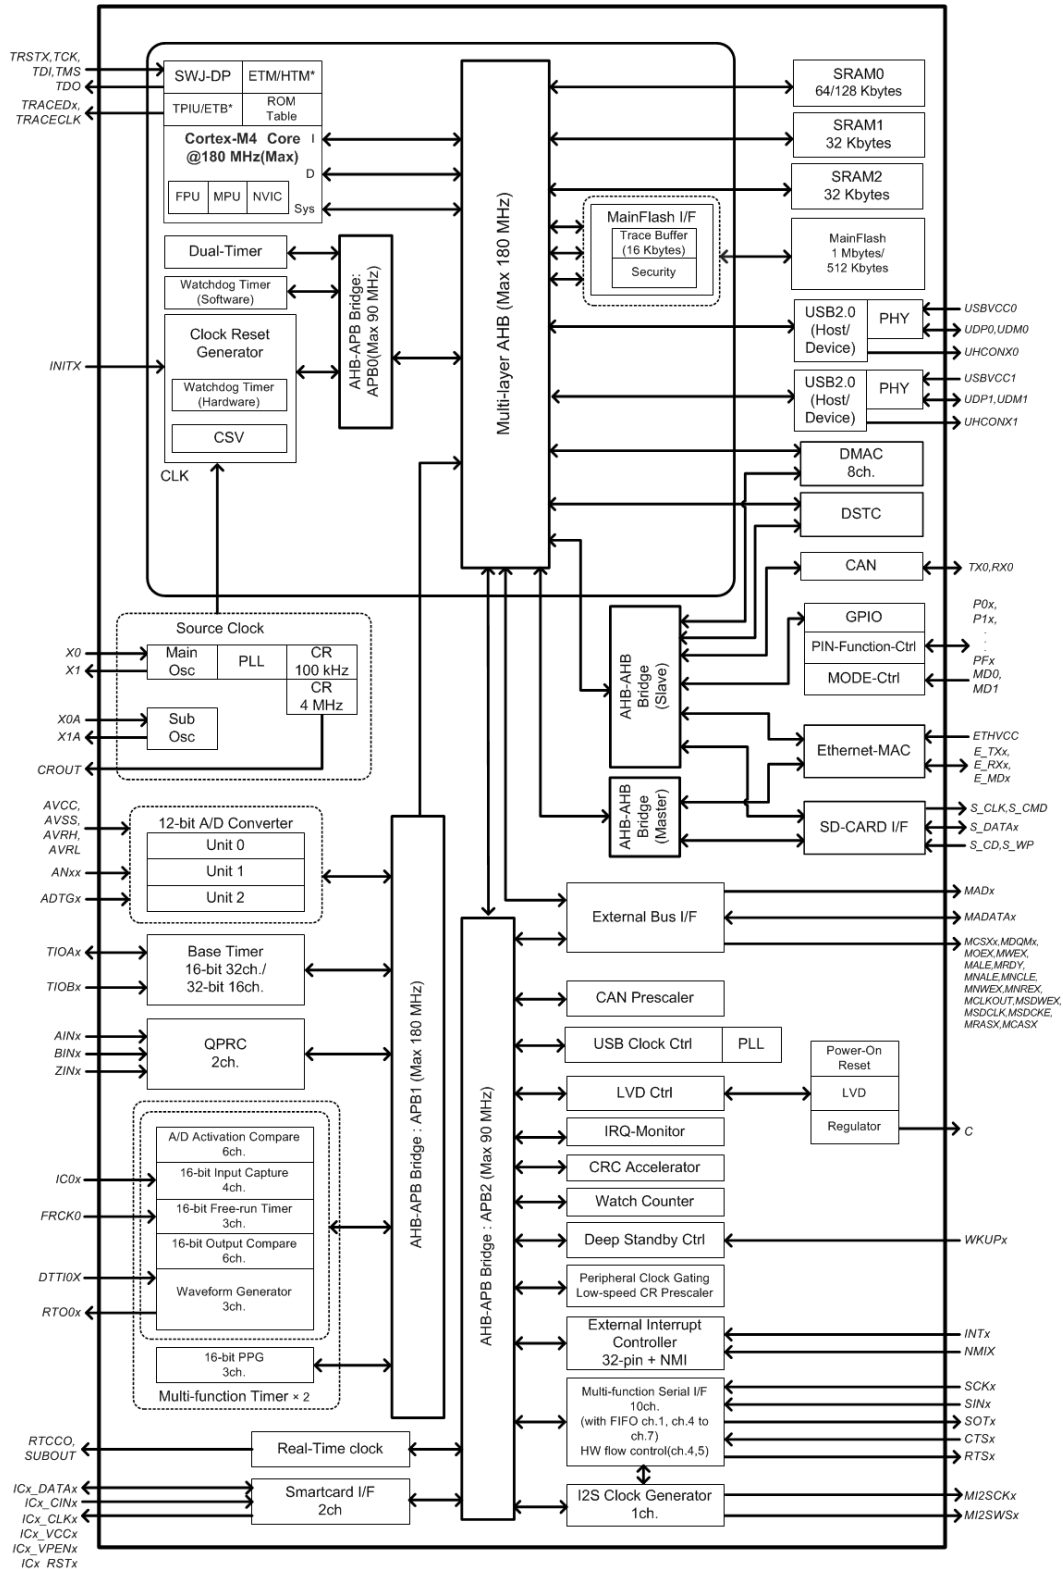 TRSTX,TCK,
TDI,TMS
TDO
TRACEDx,
TRACECLK
SWJ-DP
ETM/HTM*
TPIU/ETB*
ROM
Table
Cortex-M4 Core
@180 MHz(Max)
I
D
Sys
FPU
MPU
NVIC
Dual-Timer
Watchdog Timer
(Software)
Clock Reset
Generator
Watchdog Timer
(Hardware)
CSV
CLK
INITX
AHB-APB Bridge:
APB0(Max 90 MHz)
Multi-layer AHB (Max 180 MHz)
SRAM0
64/128 Kbytes
SRAM1
32 Kbytes
SRAM2
32 Kbytes
MainFlash I/F
Trace Buffer
(16 Kbytes)
Security
MainFlash
1 Mbytes/
512 Kbytes
USB2.0
(Host/
Device)
PHY
USBVCC0
UDP0,UDM0
UHCONX0
USB2.0
(Host/
Device)
PHY
USBVCC1
UDP1,UDM1
UHCONX1
DMAC
8ch.
DSTC
CAN
TX0,RX0
GPIO
PIN-Function-Ctrl
MODE-Ctrl
P0x,
P1x,
.
.
.
PFx
MD0,
MD1
AHB-AHB
Bridge
(Slave)
Ethernet-MAC
ETHVCC
E_TXx,
E_RXx,
E_MDx
AHB-AHB
Bridge
(Master)
SD-CARD I/F
S_CLK,S_CMD
S_DATAx
S_CD,S_WP
Source Clock
X0
X1
Main
Osc
PLL
CR
100 kHz
CR
4 MHz
X0A
X1A
Sub
Osc
CROUT
AVCC,
AVSS,
AVRH,
AVRL
ANxx
ADTGx
12-bit A/D Converter
Unit 0
Unit 1
Unit 2
TIOAx
TIOBx
Base Timer
16-bit 32ch./
32-bit 16ch.
AINx
BINx
ZINx
QPRC
2ch.
A/D Activation Compare
6ch.
16-bit Input Capture
4ch.
16-bit Free-run Timer
3ch.
16-bit Output Compare
6ch.
Waveform Generator
3ch.
IC0x
FRCK0
DTTI0X
RTO0x
16-bit PPG
3ch.
Multi-function Timer × 2
AHB-APB Bridge : APB1 (Max 180 MHz)
AHB-APB Bridge : APB2 (Max 90 MHz)
RTCCO,
SUBOUT
Real-Time clock
ICx_DATAx
ICx_CINx
ICx_CLKx
ICx_VCCx
ICx_VPENx
ICx_RSTx
Smartcard I/F
2ch
External Bus I/F
MADx
MADATAx
MCSXx,MDQMx,
MOEX,MWEX,
MALE,MRDY,
MNALE,MNCLE,
MNWEX,MNREX,
MCLKOUT,MSDWEX,
MSDCLK,MSDCKE,
MRASX,MCASX
CAN Prescaler
USB Clock Ctrl
PLL
LVD Ctrl
Power-On
Reset
LVD
Regulator
C
IRQ-Monitor
CRC Accelerator
Watch Counter
Deep Standby Ctrl
WKUPx
Peripheral Clock Gating
Low-speed CR Prescaler
External Interrupt
Controller
32-pin + NMI
INTx
NMIX
Multi-function Serial I/F
10ch.
(with FIFO ch.1, ch.4 to
ch.7)
HW flow control(ch.4,5)
SCKx
SINx
SOTx
CTSx
RTSx
I2S Clock Generator
1ch.
MI2SCKx
MI2SWSx